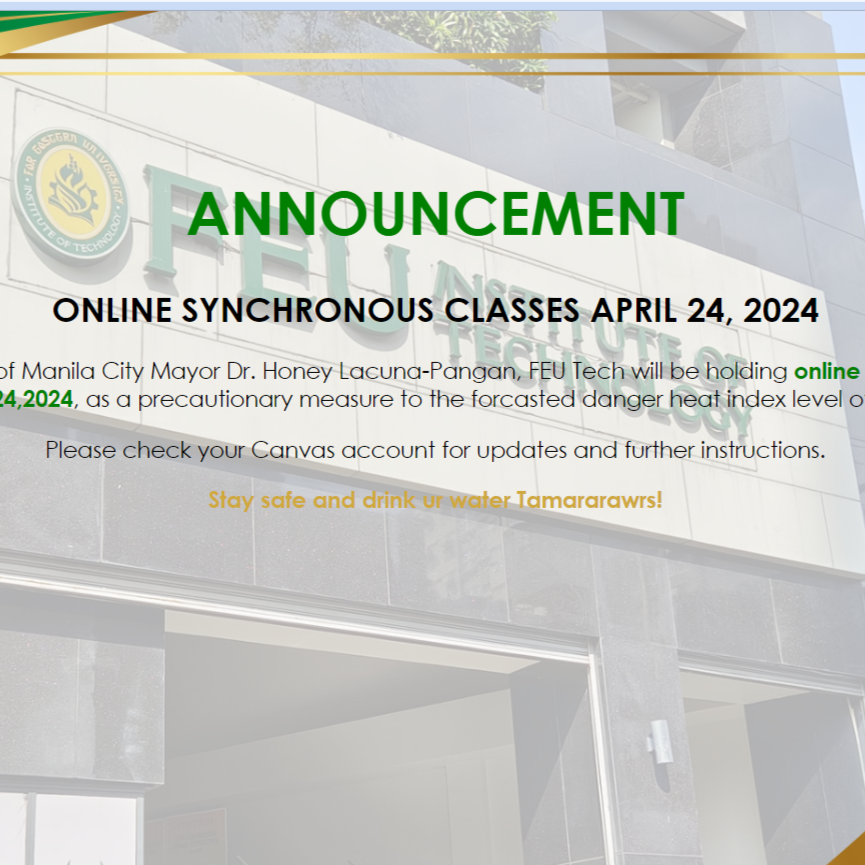 ANNOUNCEMENT
ONLINE SYNCHRONOUS CLASSES APRIL 24, 2024
of Manila City Mayor Dr. Honey Lacuna-Pangan, FEU Tech will be holding online
24,2024, as a precautionary measure to the forcasted danger heat index level o
Please check your Canvas account for updates and further instructions.
Stay safe and drink ur water Tamararawrs!
FAR EASTERN UNIVERSITY
INSTITUTE OF TECHNOLOGY
FEU
INSTITUTE OF
TECHNOLOGY